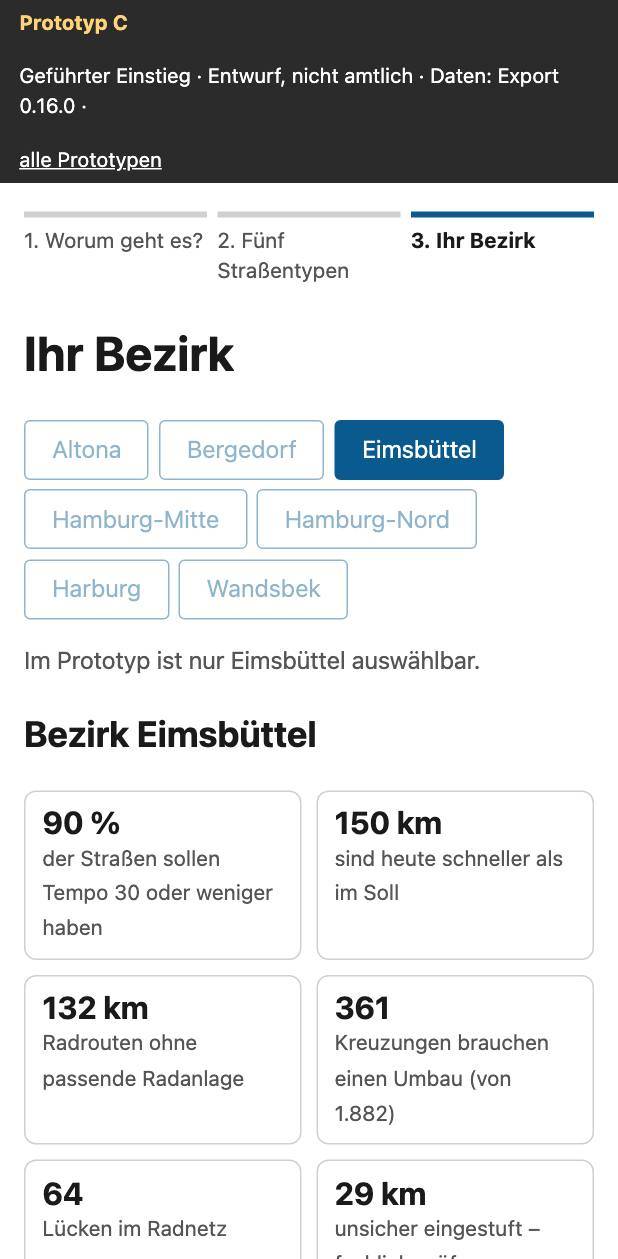 Prototyp C
Geführter Einstieg · Entwurf, nicht amtlich · Daten: Export
0.16.0 ·
alle Prototypen
1. Worum geht es?
2. Fünf
Straßentypen
3. Ihr Bezirk
Ihr Bezirk
Altona
Bergedorf
Eimsbüttel
Hamburg-Mitte
Hamburg-Nord
Harburg
Wandsbek
Im Prototyp ist nur Eimsbüttel auswählbar.
Bezirk Eimsbüttel
90 %
der Straßen sollen
Tempo 30 oder weniger
haben
150 km
sind heute schneller als
im Soll
132 km
Radrouten ohne
passende Radanlage
361
Kreuzungen brauchen
einen Umbau (von
1.882)
64
Lücken im Radnetz
29 km
unsicher eingestuft –